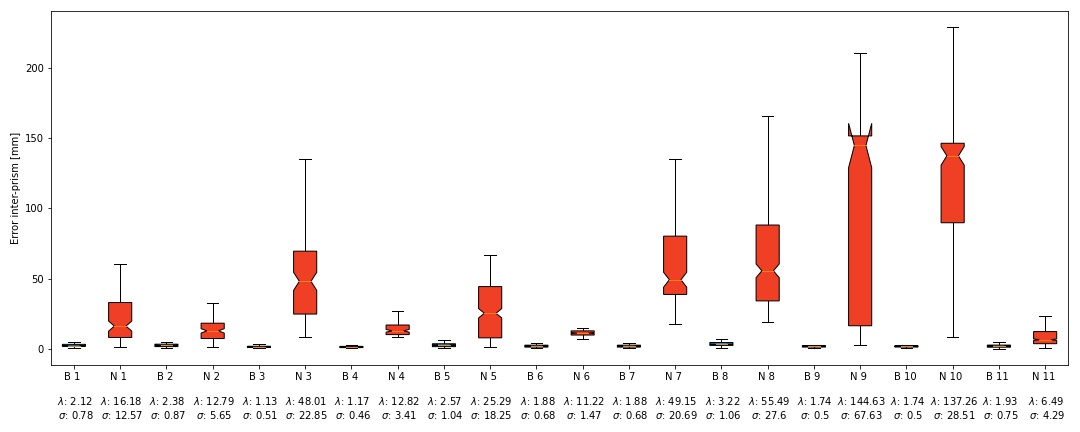 Error inter-prism [mm]
200
150
100
50
0
B 1 N 1 B 2 N 2 B 3 N 3 B 4 N 4 B 5 N 5 B 6 N 6 B 7 N 7 B 8 N 8 B 9 N 9 B 10 N 10 B 11 N 11
λ: 2.12 λ: 16.18 λ: 2.38 λ: 12.79 λ: 1.13 λ: 48.01 λ: 1.17 λ: 12.82 λ: 2.57 λ: 25.29 λ: 1.88 λ: 11.22 λ: 1.88 λ: 49.15 λ: 3.22 λ: 55.49 λ: 1.74 λ: 144.63 λ: 1.74 λ: 137.26 λ: 1.93 λ: 6.49
σ: 0.78 σ: 12.57 σ: 0.87 σ: 5.65 σ: 0.51 σ: 22.85 σ: 0.46 σ: 3.41 σ: 1.04 σ: 18.25 σ: 0.68 σ: 1.47 σ: 0.68 σ: 20.69 σ: 1.06 σ: 27.6 σ: 0.5 σ: 67.63 σ: 0.5 σ: 28.51 σ: 0.75 σ: 4.29